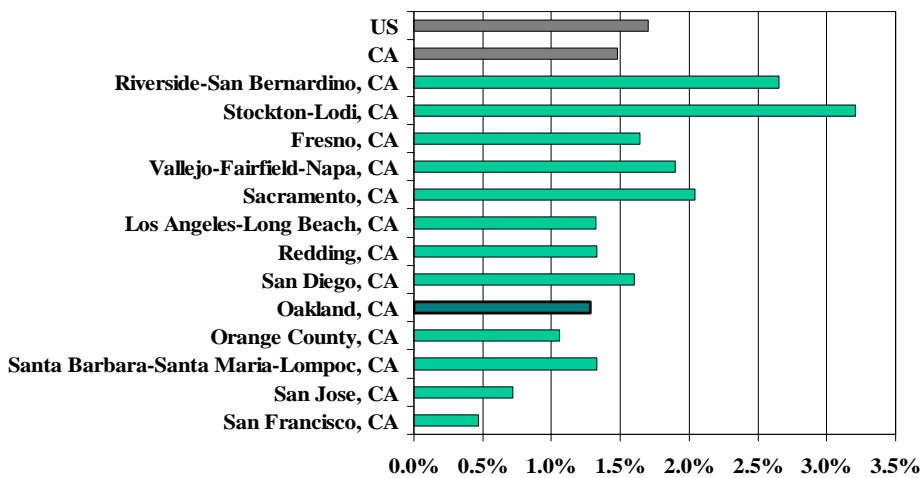 US
CA
Riverside-San Bernardino, CA
Stockton-Lodi, CA
Fresno, CA
Vallejo-Fairfield-Napa, CA
Sacramento, CA
Los Angeles-Long Beach, CA
Redding, CA
San Diego, CA
Oakland, CA
Orange County, CA
Santa Barbara-Santa Maria-Lompoc, CA
San Jose, CA
San Francisco, CA
0.0% 0.5% 1.0% 1.5% 2.0% 2.5% 3.0% 3.5%